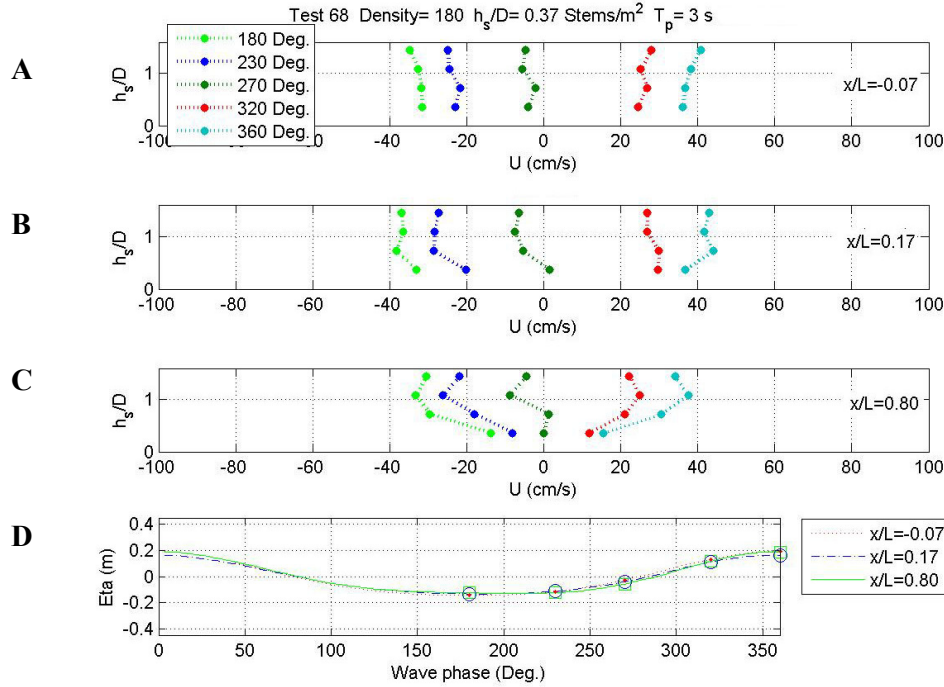 Test 68 Density= 180 hₛ/D= 0.37 Stems/m² Tₚ= 3 s
A
180 Deg.
230 Deg.
270 Deg.
320 Deg.
360 Deg.
hₛ/D
1
0
x/L=-0.07
-100 -80 -60 -40 -20 0 20 40 60 80 100
U (cm/s)
B
hₛ/D
1
0
x/L=0.17
-100 -80 -60 -40 -20 0 20 40 60 80 100
U (cm/s)
C
hₛ/D
1
0
x/L=0.80
-100 -80 -60 -40 -20 0 20 40 60 80 100
U (cm/s)
D
Eta (m)
0.4
0.2
0
-0.2
-0.4
0 50 100 150 200 250 300 350
Wave phase (Deg.)
x/L=-0.07
x/L=0.17
x/L=0.80